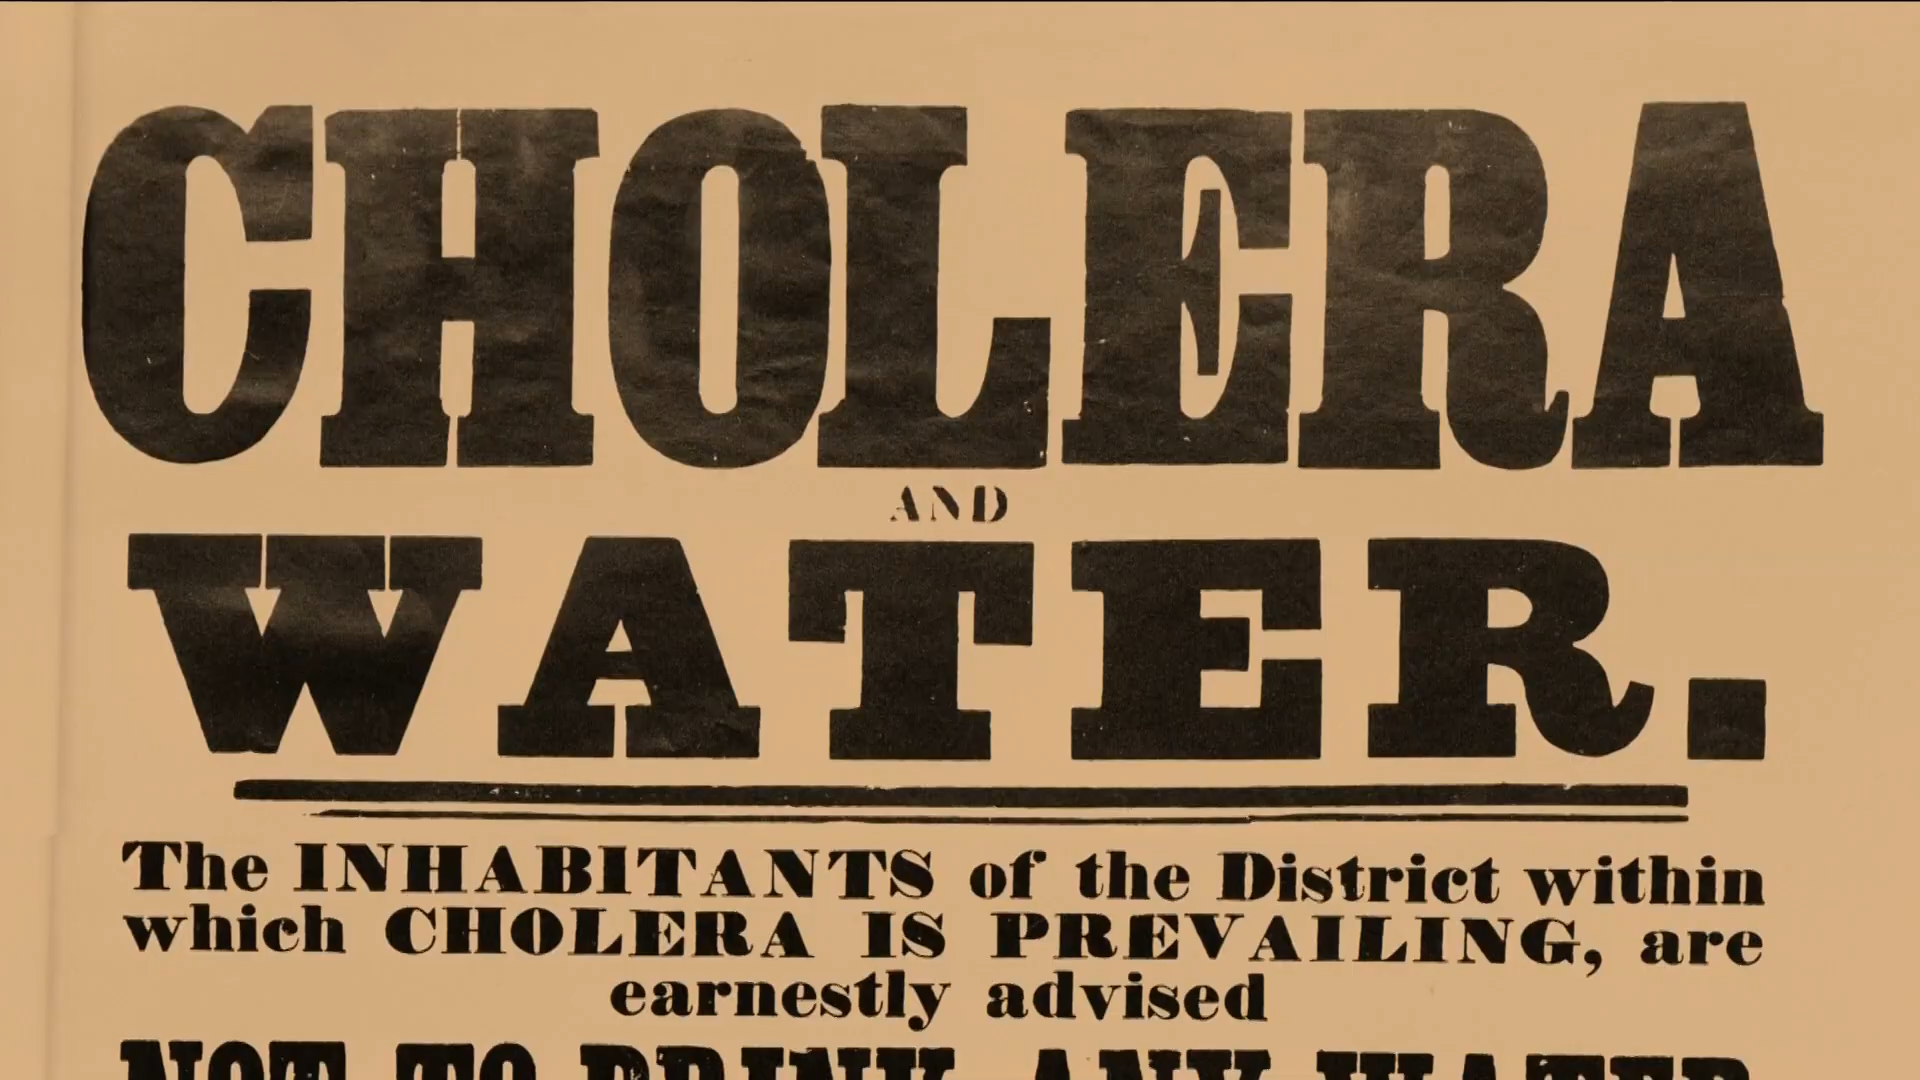 CHOLERA
AND
WATER.
The INHABITANTS of the District within
which CHOLERA IS PREVAILING, are
earnestly advised
NOT TO DRINK ANY WATER